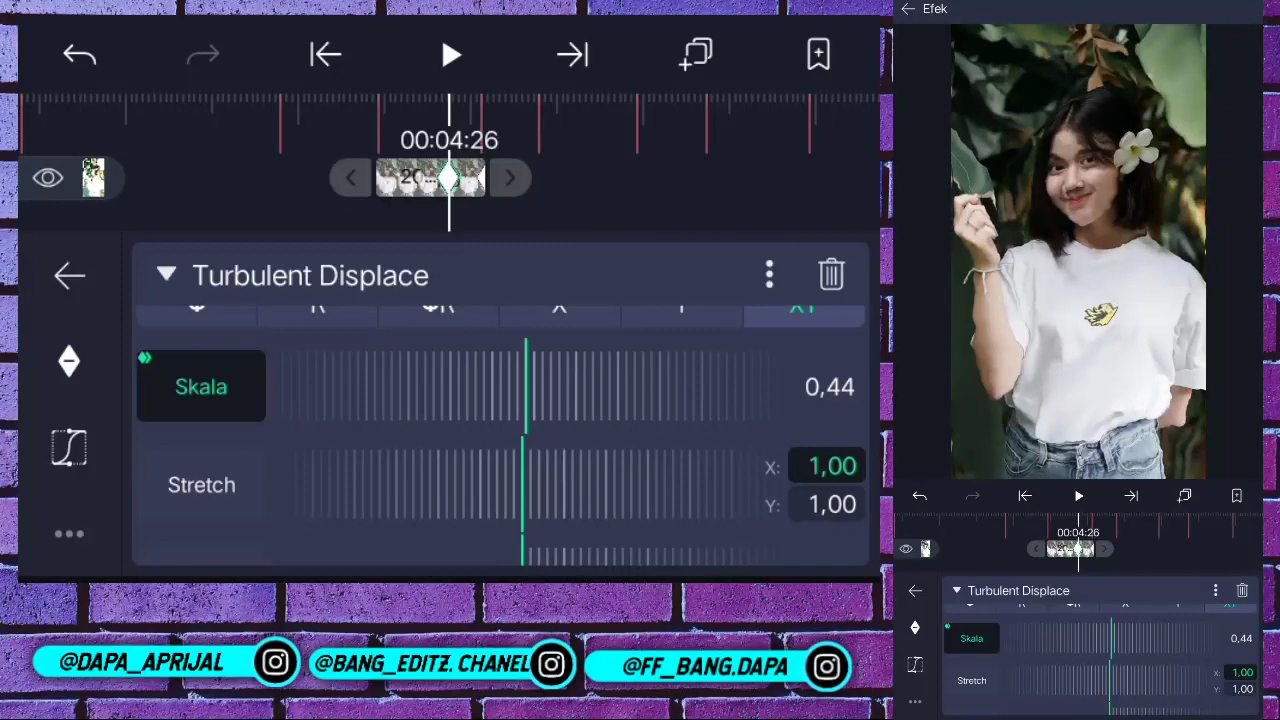 00:04:26
20...
Turbulent Displace
Skala
0,44
Stretch
X: 1,00
Y: 1,00
@DAPA_APRIJAL
@BANG_EDITZ. CHANEL
@FF_BANG.DAPA
Efek
00:04:26
Turbulent Displace
Skala
0,44
Stretch
X: 1,00
Y: 1,00